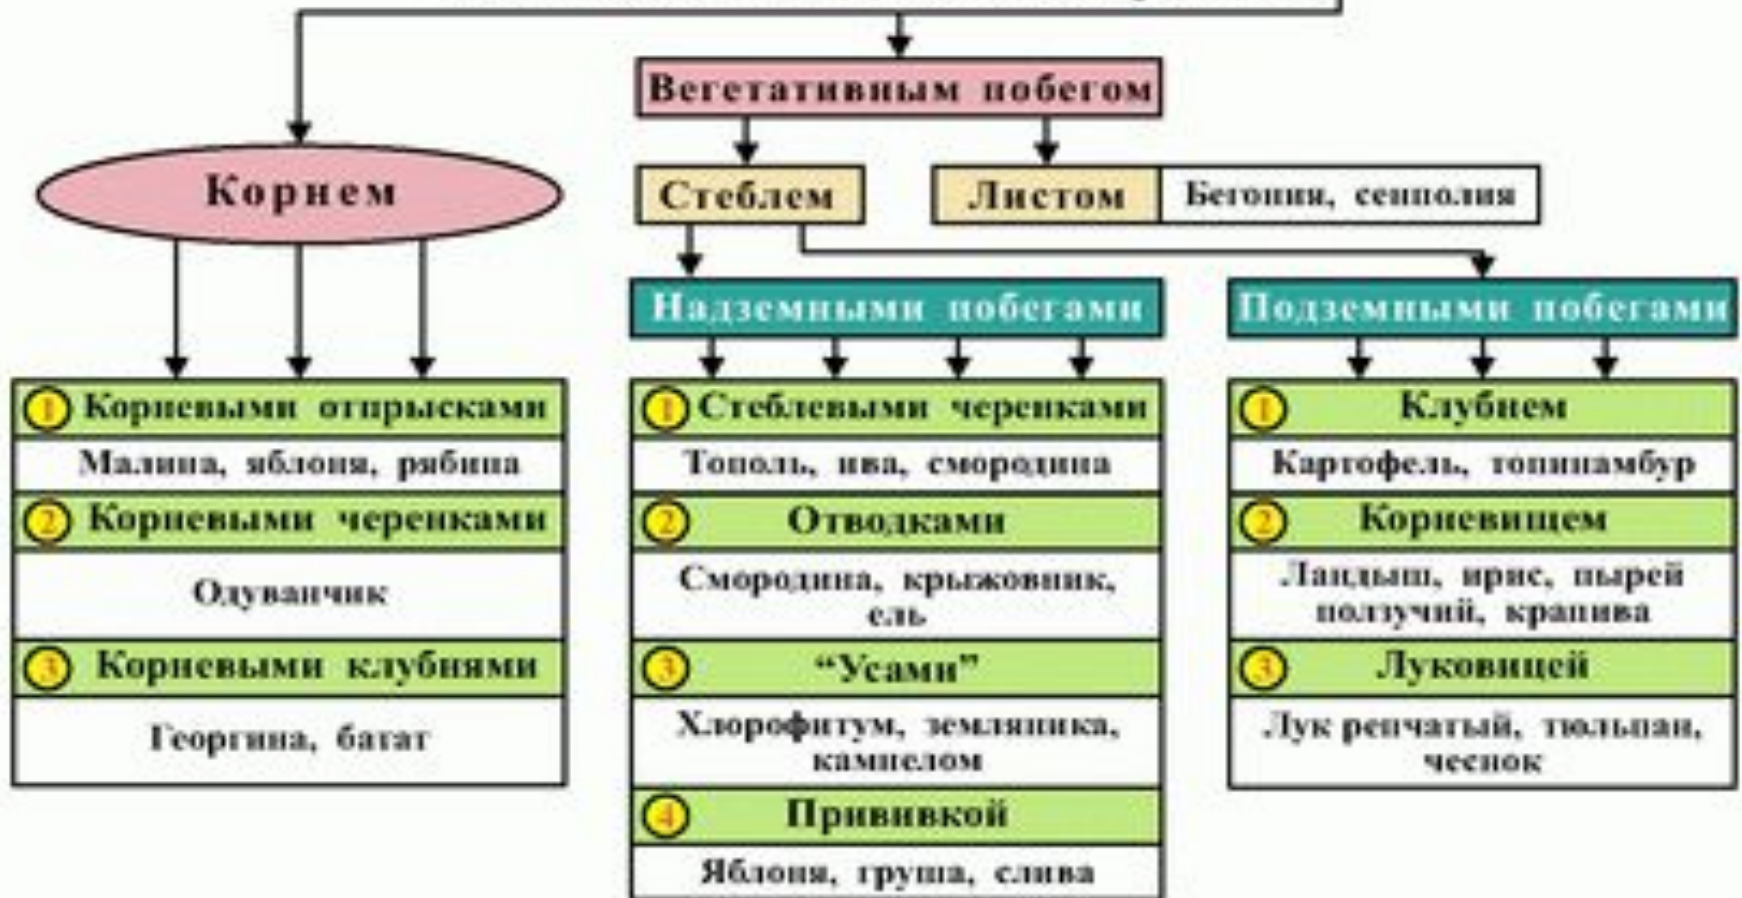 Вегетативным побегом
Корнем
Стеблем
Листом
Бегония, сенполия
Надземными побегами
Подземными побегами
1 Корневыми отпрысками
Малина, яблоня, рябина
2 Корневыми черенками
Одуванчик
3 Корневыми клубнями
Георгина, батат
1 Стеблевыми черенками
Тополь, ива, смородина
2 Отводками
Смородина, крыжовник,
ель
3 “Усами”
Хлорофитум, земляника,
камнелом
4 Прививкой
Яблоня, груша, слива
1 Клубнем
Картофель, топинамбур
2 Корневищем
Ландыш, ирис, пырей
ползучий, крапива
3 Луковицей
Лук репчатый, тюльпан,
чеснок